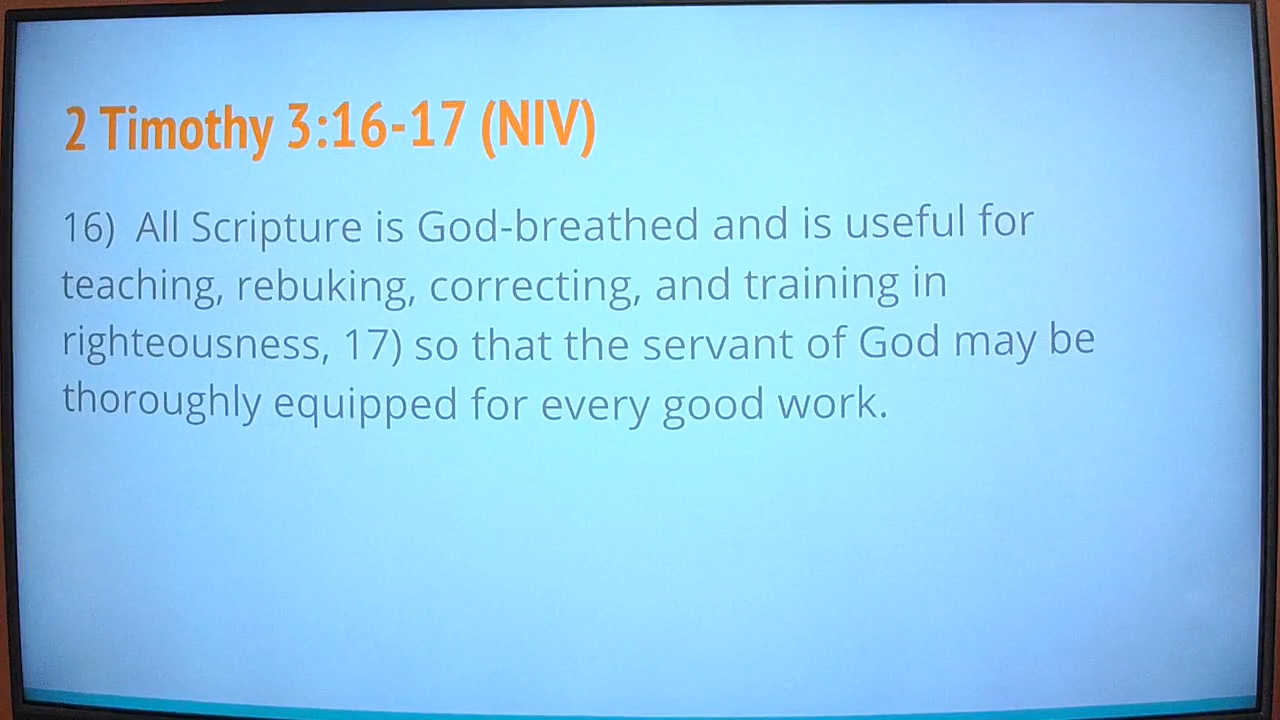 2 Timothy 3:16-17 (NIV)
16) All Scripture is God-breathed and is useful for
teaching, rebuking, correcting, and training in
righteousness, 17) so that the servant of God may be
thoroughly equipped for every good work.